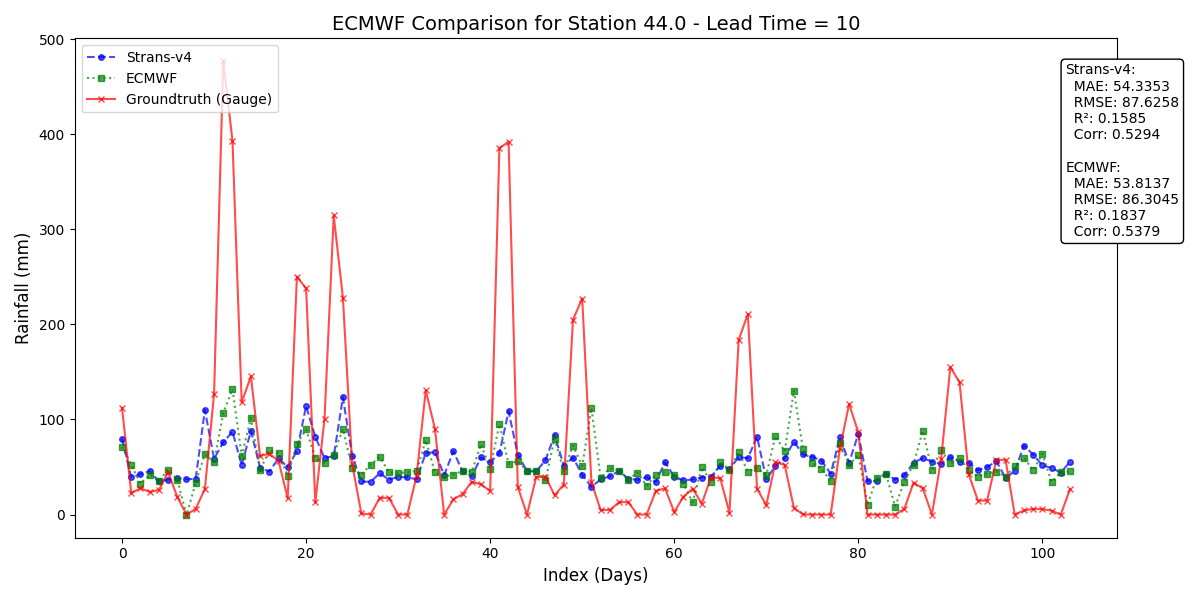 ECMWF Comparison for Station 44.0 - Lead Time = 10
Rainfall (mm)
500
400
300
200
100
0
Strans-v4
ECMWF
Groundtruth (Gauge)
Strans-v4:
MAE: 54.3353
RMSE: 87.6258
R²: 0.1585
Corr: 0.5294
ECMWF:
MAE: 53.8137
RMSE: 86.3045
R²: 0.1837
Corr: 0.5379
0 20 40 60 80 100
Index (Days)